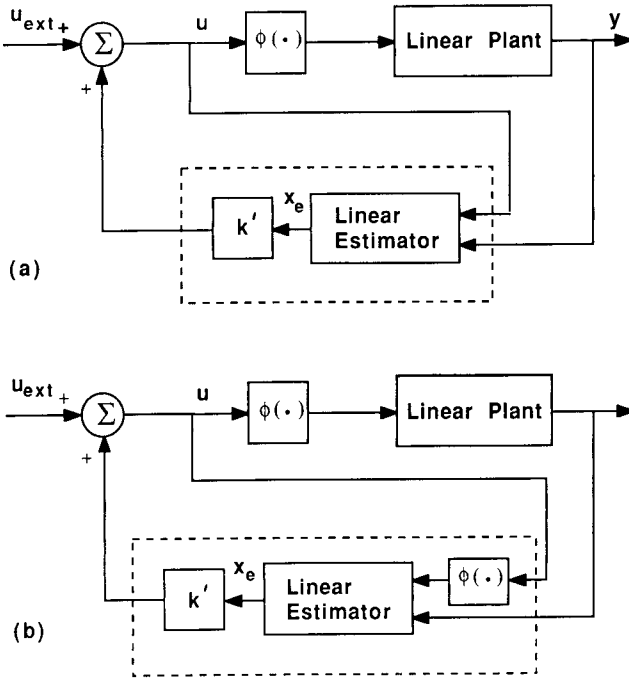 u_ext + Σ u φ(·) Linear Plant y
+
k' x_e Linear
Estimator
(a)
u_ext + Σ u φ(·) Linear Plant
+
k' x_e Linear
Estimator φ(·)
(b)